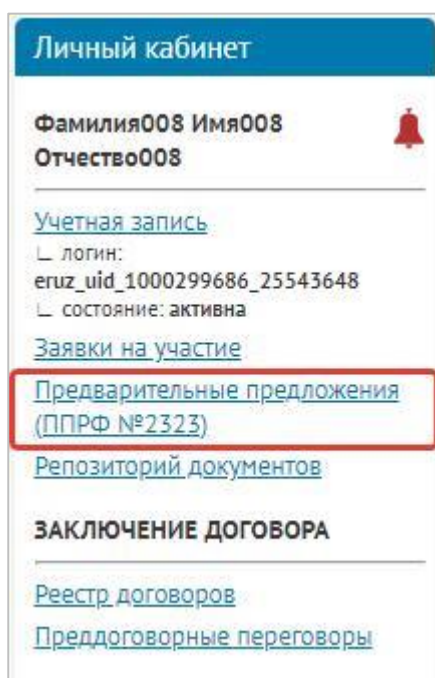 Личный кабинет
Фамилия008 Имя008
Отчество008
Учетная запись
∟ логин:
eruz_uid_1000299686_25543648
∟ состояние: активна
Заявки на участие
Предварительные предложения
(ППРФ №2323)
Репозиторий документов
ЗАКЛЮЧЕНИЕ ДОГОВОРА
Реестр договоров
Преддоговорные переговоры